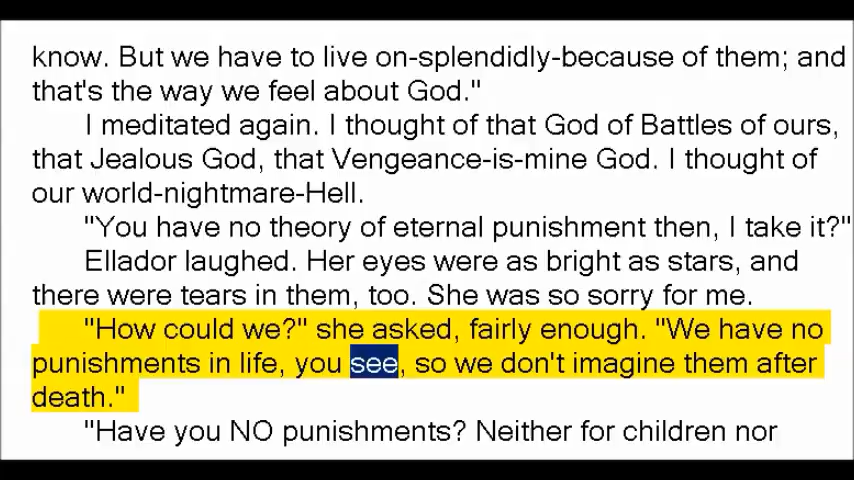 know. But we have to live on-splendidly-because of them; and
that's the way we feel about God."
I meditated again. I thought of that God of Battles of ours,
that Jealous God, that Vengeance-is-mine God. I thought of
our world-nightmare-Hell.
"You have no theory of eternal punishment then, I take it?"
Ellador laughed. Her eyes were as bright as stars, and
there were tears in them, too. She was so sorry for me.
"How could we?" she asked, fairly enough. "We have no
punishments in life, you see, so we don't imagine them after
death."
"Have you NO punishments? Neither for children nor